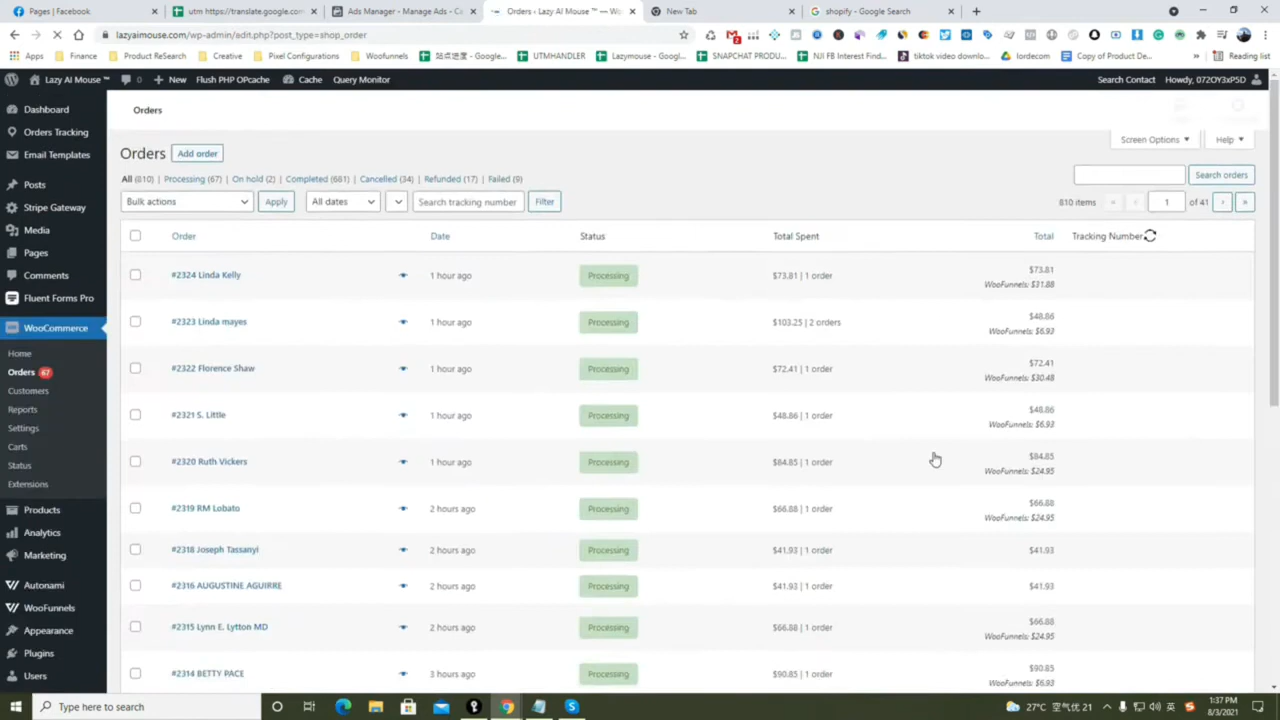 Pages | Facebook
utm https://translate.google.com
Ads Manager - Manage Ads - Ca
Orders ‹ Lazy AI Mouse ™ — Wo
New Tab
shopify - Google Search
lazyaimouse.com/wp-admin/edit.php?post_type=shop_order
Apps
Finance
Product ReSearch
Creative
Pixel Configurations
Woofunnels
站点进度 - Google...
UTMHANDLER
Lazymouse - Googl...
SNAPCHAT PRODU...
NJI FB Interest Find...
tiktok video downlo...
lordecom
Copy of Product De...
»
Reading list
Lazy AI Mouse ™
0
New
Flush PHP OPcache
Cache
Query Monitor
Search Contact
Howdy, 072OY3xP5D
Dashboard
Orders Tracking
Email Templates
Posts
Stripe Gateway
Media
Pages
Comments
Fluent Forms Pro
WooCommerce
Home
Orders 67
Customers
Reports
Settings
Carts
Status
Extensions
Products
Analytics
Marketing
Autonami
WooFunnels
Appearance
Plugins
Users
Orders
Screen Options
Help
Orders
Add order
All (810) | Processing (67) | On hold (2) | Completed (681) | Cancelled (34) | Refunded (17) | Failed (9)
Search orders
Bulk actions
Apply
All dates
Search tracking number
Filter
810 items
«
‹
1
of 41
›
»
Order Date Status Total Spent Total Tracking Number
#2324 Linda Kelly 1 hour ago Processing $73.81 | 1 order $73.81
WooFunnels: $31.88
#2323 Linda mayes 1 hour ago Processing $103.25 | 2 orders $48.86
WooFunnels: $6.93
#2322 Florence Shaw 1 hour ago Processing $72.41 | 1 order $72.41
WooFunnels: $30.48
#2321 S. Little 1 hour ago Processing $48.86 | 1 order $48.86
WooFunnels: $6.93
#2320 Ruth Vickers 1 hour ago Processing $84.85 | 1 order $84.85
WooFunnels: $24.95
#2319 RM Lobato 2 hours ago Processing $66.88 | 1 order $66.88
WooFunnels: $24.95
#2318 Joseph Tassanyi 2 hours ago Processing $41.93 | 1 order $41.93
#2316 AUGUSTINE AGUIRRE 2 hours ago Processing $41.93 | 1 order $41.93
#2315 Lynn E. Lytton MD 2 hours ago Processing $66.88 | 1 order $66.88
WooFunnels: $24.95
#2314 BETTY PACE 3 hours ago Processing $90.85 | 1 order $90.85
WooFunnels: $6.93
Type here to search
27°C 空气优 21
英
1:37 PM
8/3/2021